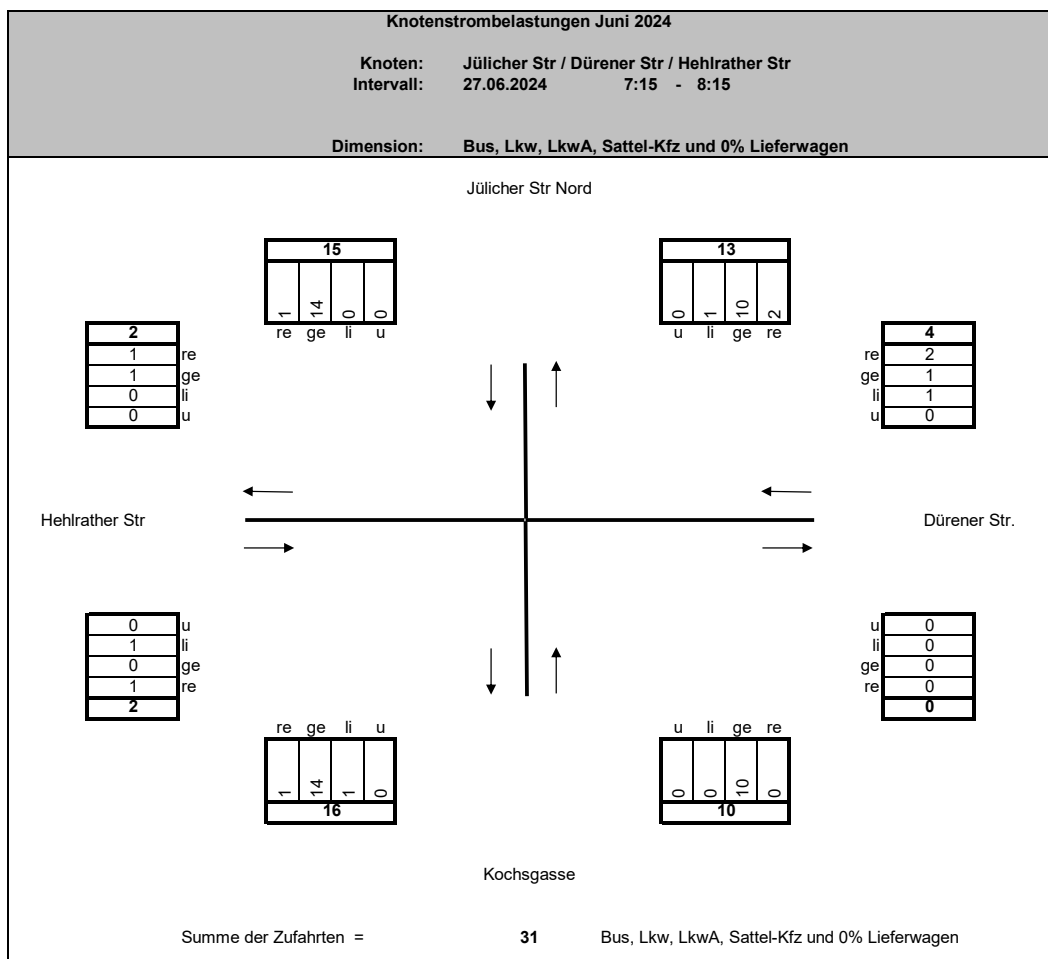 Knotenstrombelastungen Juni 2024
Knoten: Jülicher Str / Dürener Str / Hehlrather Str
Intervall: 27.06.2024 7:15 - 8:15
Dimension: Bus, Lkw, LkwA, Sattel-Kfz und 0% Lieferwagen
Jülicher Str Nord
15
1 14 0 0
re ge li u
13
0 1 10 2
u li ge re
2
1 re
1 ge
0 li
0 u
4
re 2
ge 1
li 1
u 0
Hehlrather Str
Dürener Str.
0 u
1 li
0 ge
1 re
2
u 0
li 0
ge 0
re 0
0
re ge li u
1 14 1 0
16
u li ge re
0 0 10 0
10
Kochsgasse
Summe der Zufahrten = 31 Bus, Lkw, LkwA, Sattel-Kfz und 0% Lieferwagen